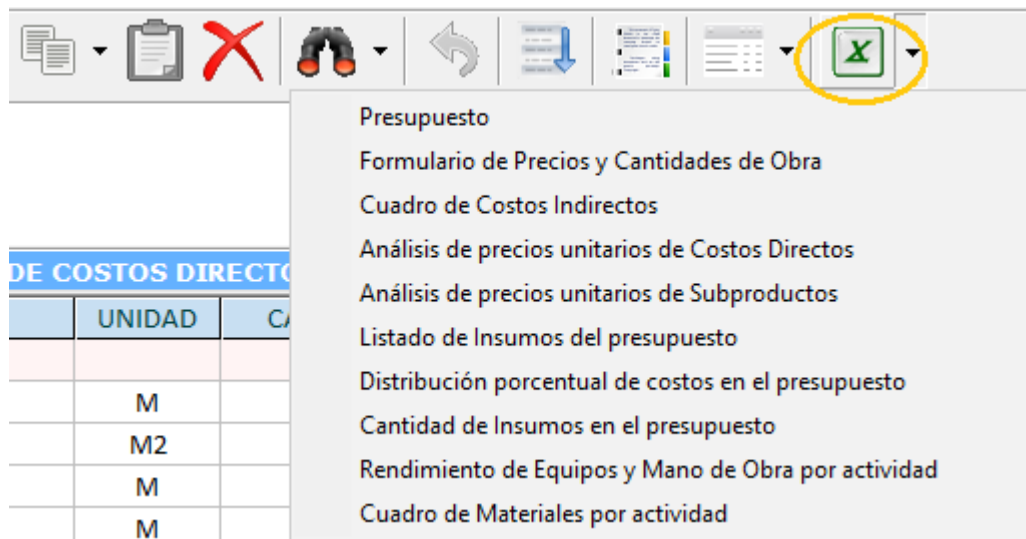 X
Presupuesto
Formulario de Precios y Cantidades de Obra
Cuadro de Costos Indirectos
Análisis de precios unitarios de Costos Directos
DE COSTOS DIRECTO
Análisis de precios unitarios de Subproductos
UNIDAD CA
Listado de Insumos del presupuesto
Distribución porcentual de costos en el presupuesto
M
Cantidad de Insumos en el presupuesto
M2
Rendimiento de Equipos y Mano de Obra por actividad
M
Cuadro de Materiales por actividad
M